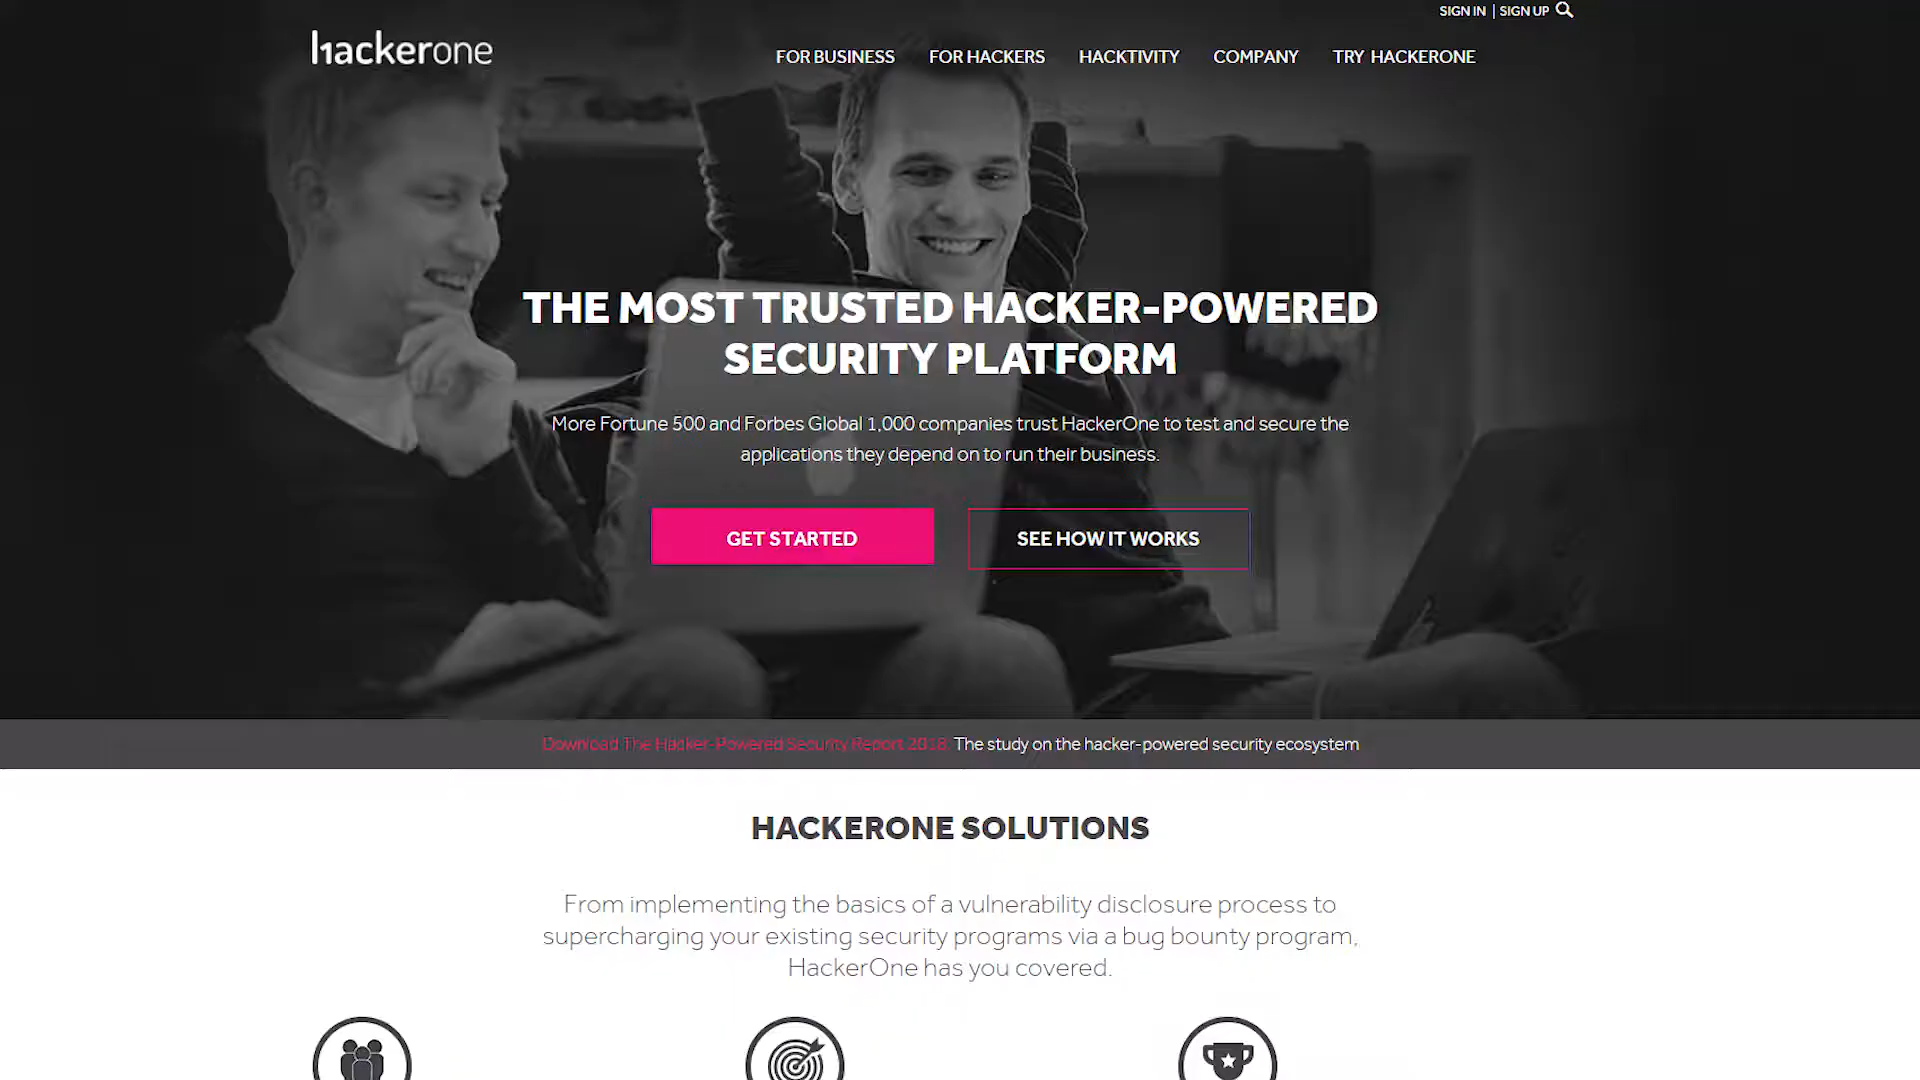 SIGN IN | SIGN UP
hackerone
FOR BUSINESS FOR HACKERS HACKTIVITY COMPANY TRY HACKERONE
THE MOST TRUSTED HACKER-POWERED
SECURITY PLATFORM
More Fortune 500 and Forbes Global 1,000 companies trust HackerOne to test and secure the
applications they depend on to run their business.
GET STARTED SEE HOW IT WORKS
Download The Hacker-Powered Security Report 2018. The study on the hacker-powered security ecosystem
HACKERONE SOLUTIONS
From implementing the basics of a vulnerability disclosure process to
supercharging your existing security programs via a bug bounty program,
HackerOne has you covered.